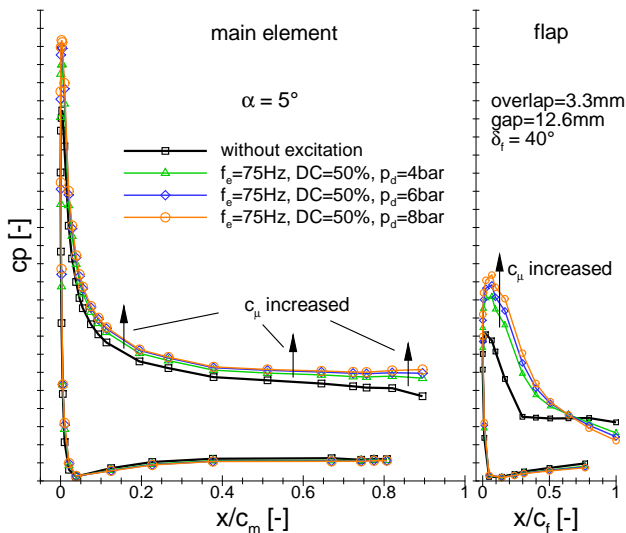 main element
flap
α = 5°
overlap=3.3mm
gap=12.6mm
δf = 40°
without excitation
fe=75Hz, DC=50%, pd=4bar
fe=75Hz, DC=50%, pd=6bar
fe=75Hz, DC=50%, pd=8bar
cp [-]
cμ increased
cμ increased
0 0.2 0.4 0.6 0.8 1
0 0.5 1
x/cm [-]
x/cf [-]